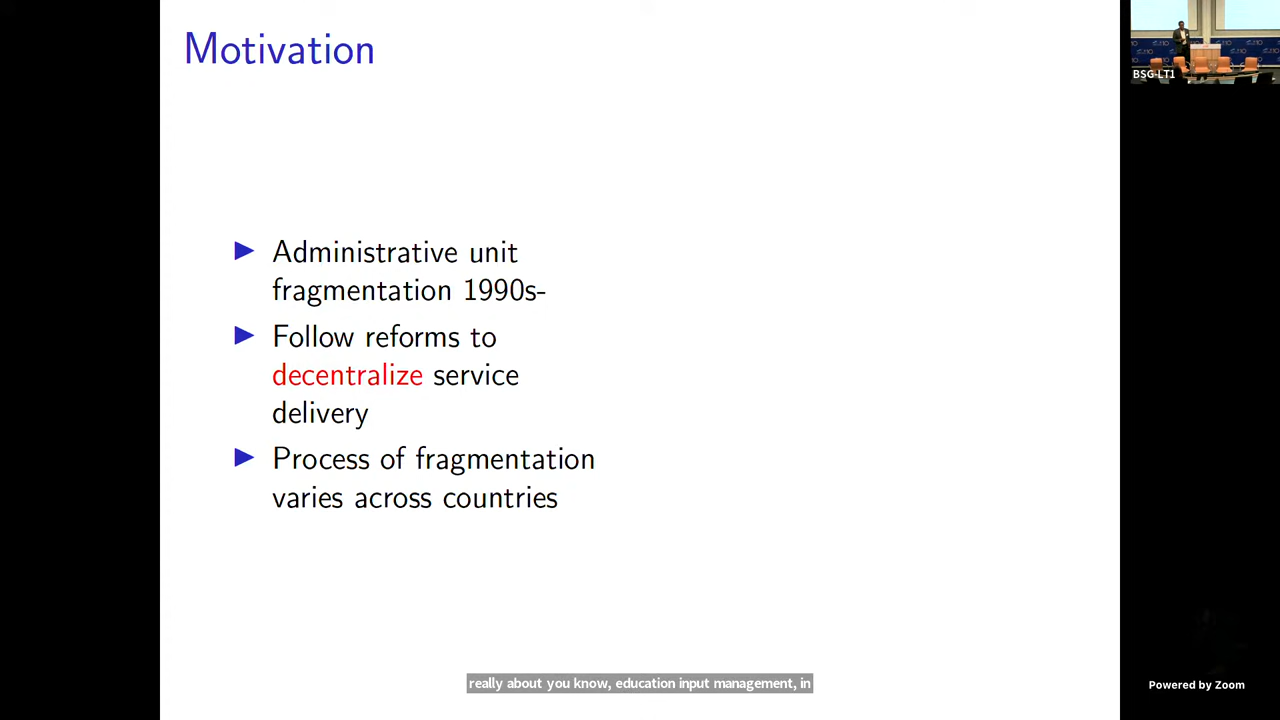 Motivation
BSG-LT1
▶ Administrative unit
fragmentation 1990s-
▶ Follow reforms to
decentralize service
delivery
▶ Process of fragmentation
varies across countries
really about you know, education input management, in
Powered by Zoom